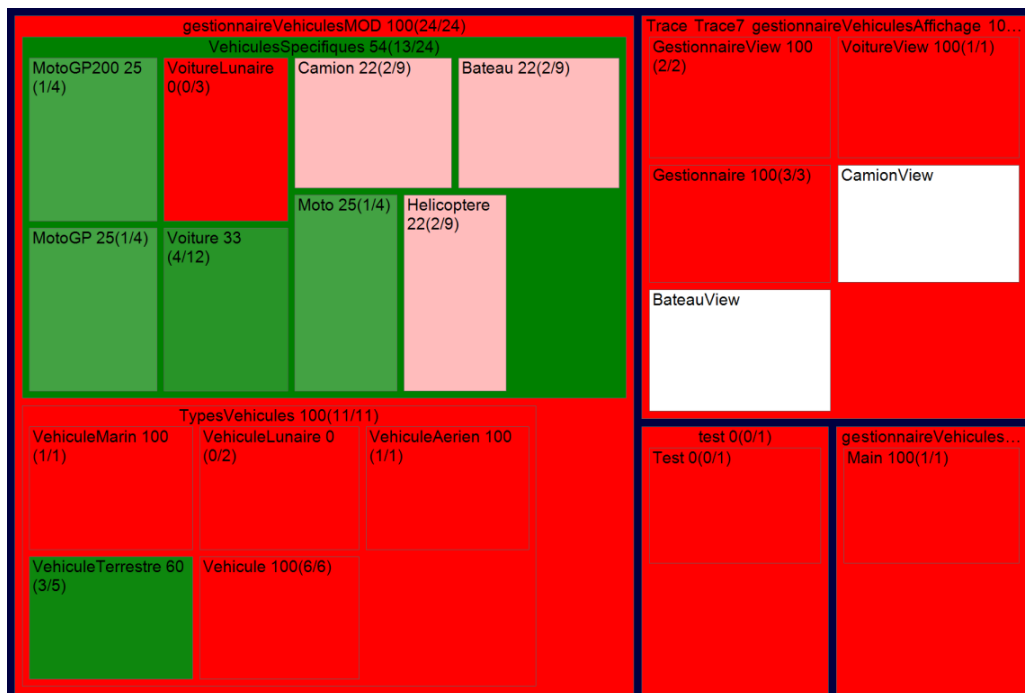 gestionnaireVehiculesMOD 100(24/24)
VehiculesSpecifiques 54(13/24)
MotoGP200 25
(1/4)
VoitureLunaire
0(0/3)
Camion 22(2/9)
Bateau 22(2/9)
Moto 25(1/4)
Helicoptere
22(2/9)
MotoGP 25(1/4)
Voiture 33
(4/12)
TypesVehicules 100(11/11)
VehiculeMarin 100
(1/1)
VehiculeLunaire 0
(0/2)
VehiculeAerien 100
(1/1)
VehiculeTerrestre 60
(3/5)
Vehicule 100(6/6)
Trace Trace7 gestionnaireVehiculesAffichage 10...
GestionnaireView 100
(2/2)
VoitureView 100(1/1)
Gestionnaire 100(3/3)
CamionView
BateauView
test 0(0/1)
Test 0(0/1)
gestionnaireVehicules...
Main 100(1/1)